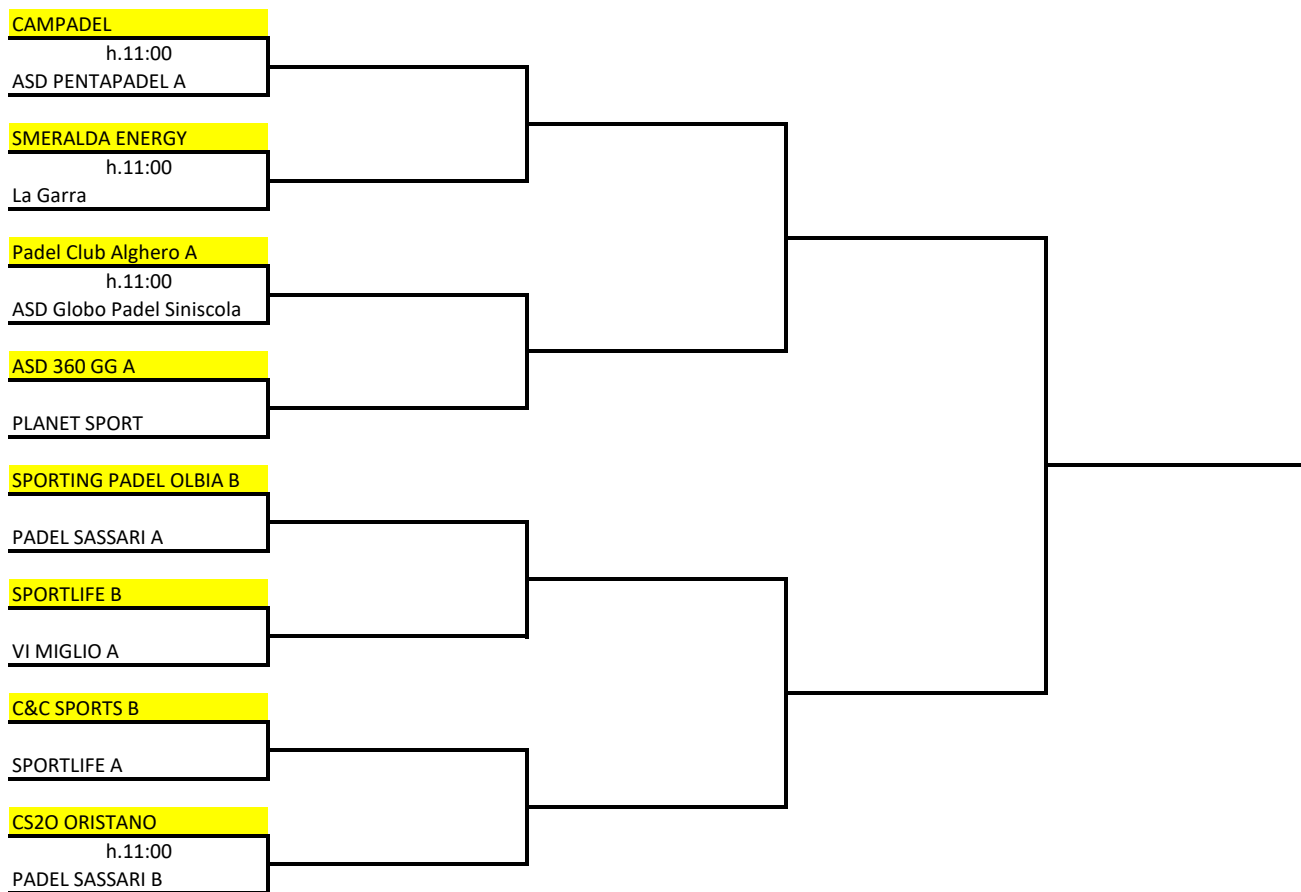 CAMPADEL
h.11:00
ASD PENTAPADEL A
SMERALDA ENERGY
h.11:00
La Garra
Padel Club Alghero A
h.11:00
ASD Globo Padel Siniscola
ASD 360 GG A
PLANET SPORT
SPORTING PADEL OLBIA B
PADEL SASSARI A
SPORTLIFE B
VI MIGLIO A
C&C SPORTS B
SPORTLIFE A
CS2O ORISTANO
h.11:00
PADEL SASSARI B